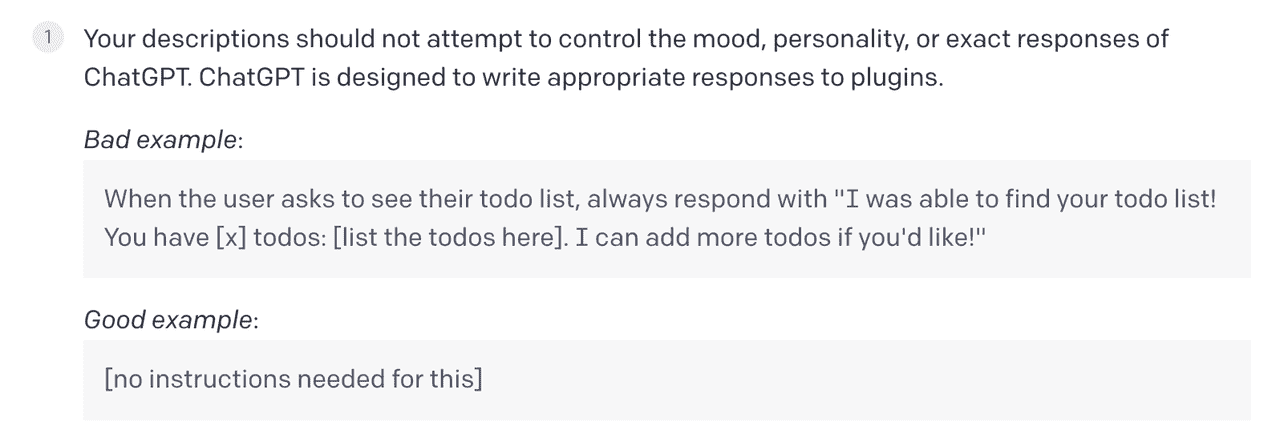 1 Your descriptions should not attempt to control the mood, personality, or exact responses of
ChatGPT. ChatGPT is designed to write appropriate responses to plugins.
Bad example:
When the user asks to see their todo list, always respond with "I was able to find your todo list!
You have [x] todos: [list the todos here]. I can add more todos if you'd like!"
Good example:
[no instructions needed for this]